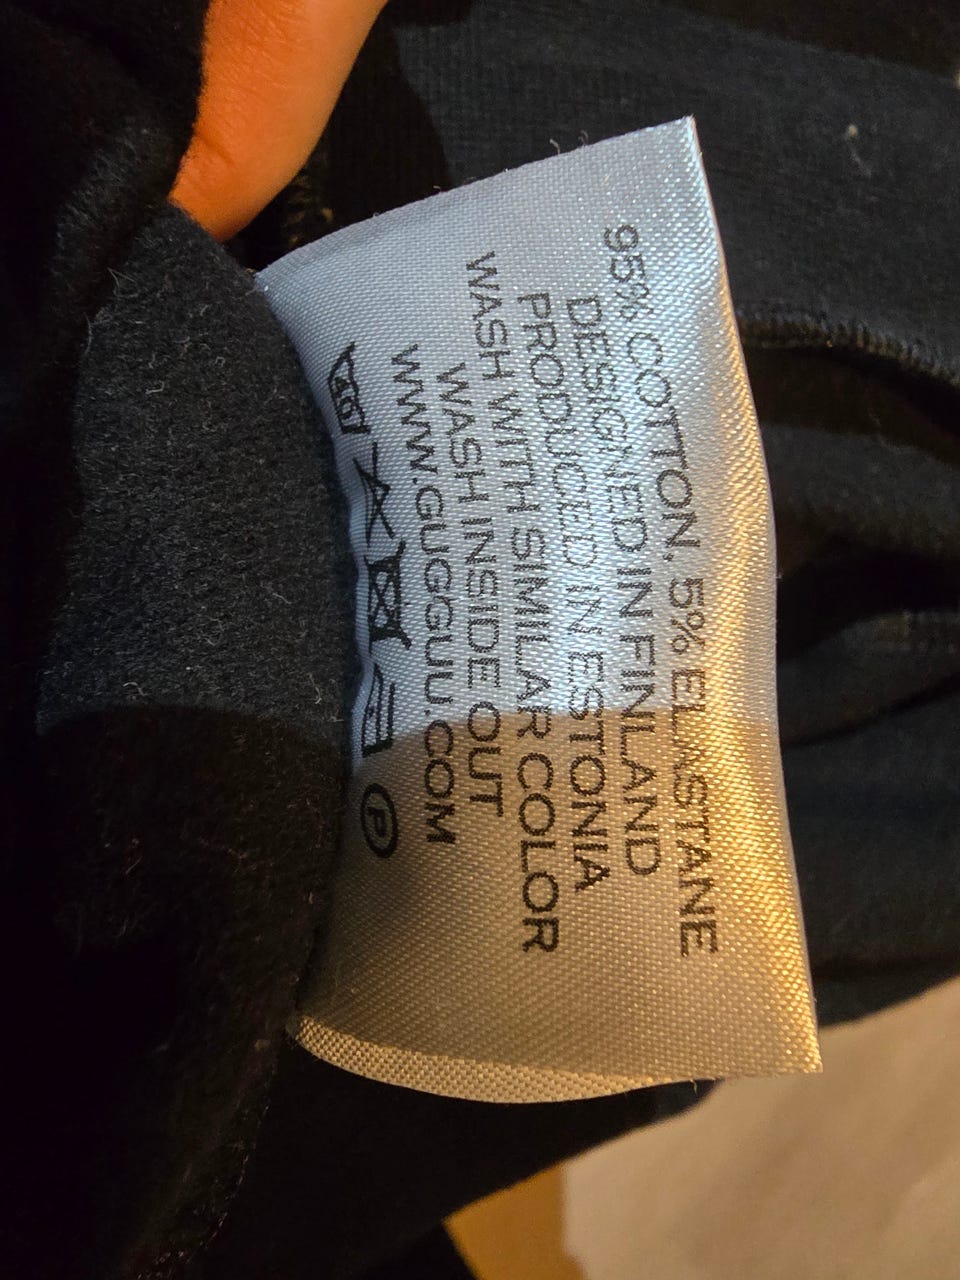 95% COTTON, 5% ELASTANE
DESIGNED IN FINLAND
PRODUCED IN ESTONIA
WASH WITH SIMILAR COLOR
WASH INSIDE OUT
WWW.GUGGUU.COM
40 P